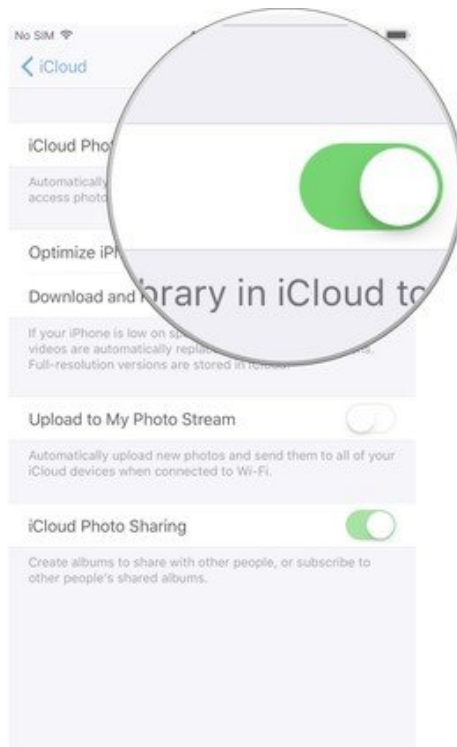 No SIM
iCloud
iCloud Pho
Automatically
access photo
brary in iCloud to
Optimize iP
Download and
If your iPhone is low on
videos are automatically
Full-resolution versions are stored in iCloud.
Upload to My Photo Stream
Automatically upload new photos and send them to all of your
iCloud devices when connected to Wi-Fi.
iCloud Photo Sharing
Create albums to share with other people, or subscribe to
other people's shared albums.